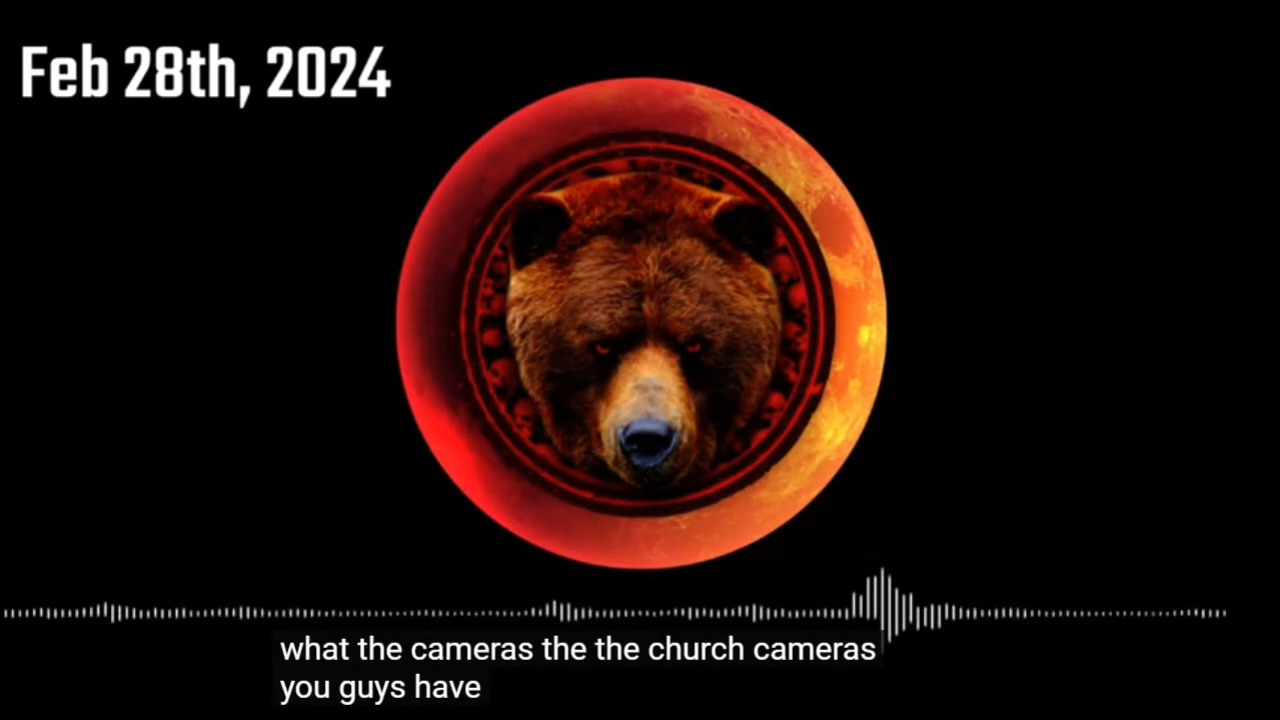 Feb 28th, 2024
what the cameras the the church cameras
you guys have